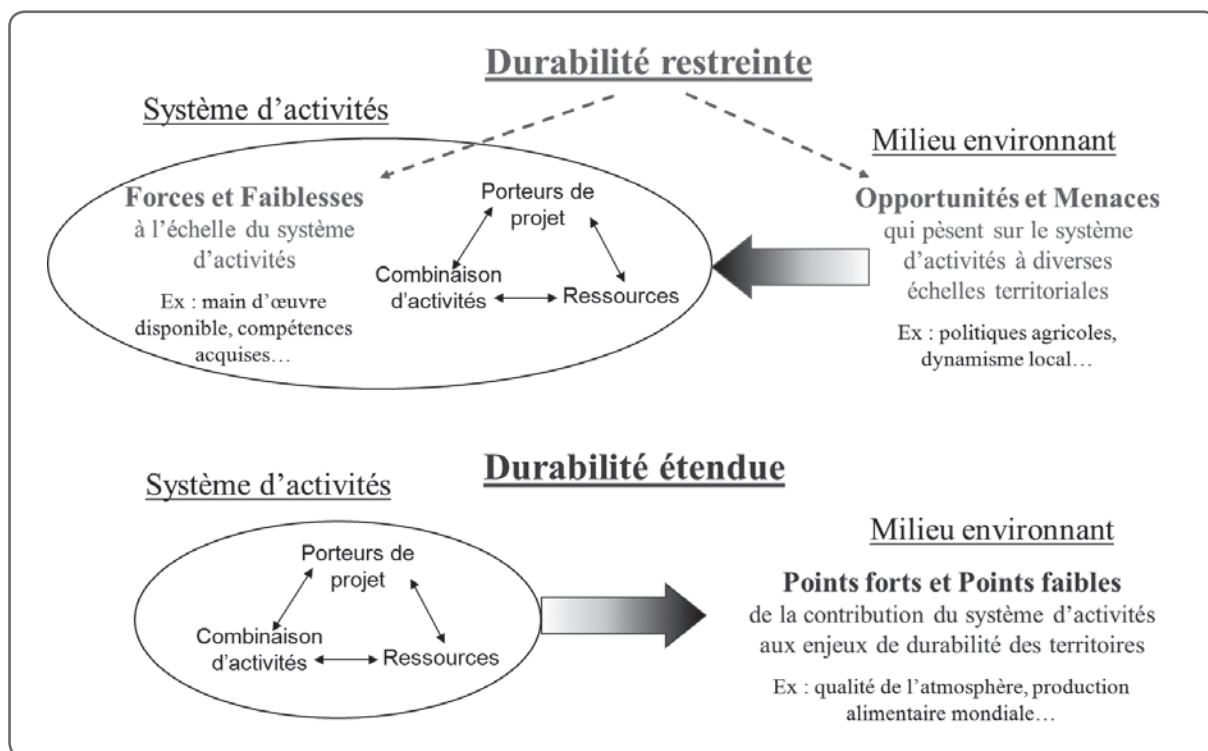 Durabilité restreinte
Système d'activités
Milieu environnant
Forces et Faiblesses
à l'échelle du système
d'activités
Ex : main d'œuvre
disponible, compétences
acquises…
Porteurs de
projet
Combinaison
d'activités
Ressources
Opportunités et Menaces
qui pèsent sur le système
d'activités à diverses
échelles territoriales
Ex : politiques agricoles,
dynamisme local…
Durabilité étendue
Système d'activités
Milieu environnant
Porteurs de
projet
Combinaison
d'activités
Ressources
Points forts et Points faibles
de la contribution du système d'activités
aux enjeux de durabilité des territoires
Ex : qualité de l'atmosphère, production
alimentaire mondiale…